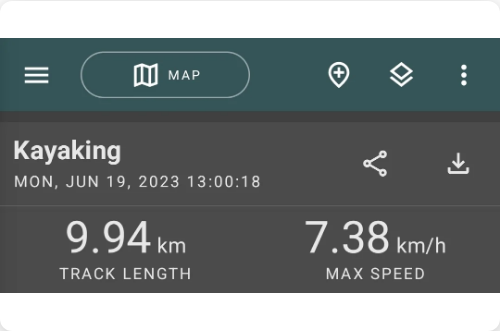 MAP
Kayaking
MON, JUN 19, 2023 13:00:18
9.94 km 7.38 km/h
TRACK LENGTH MAX SPEED